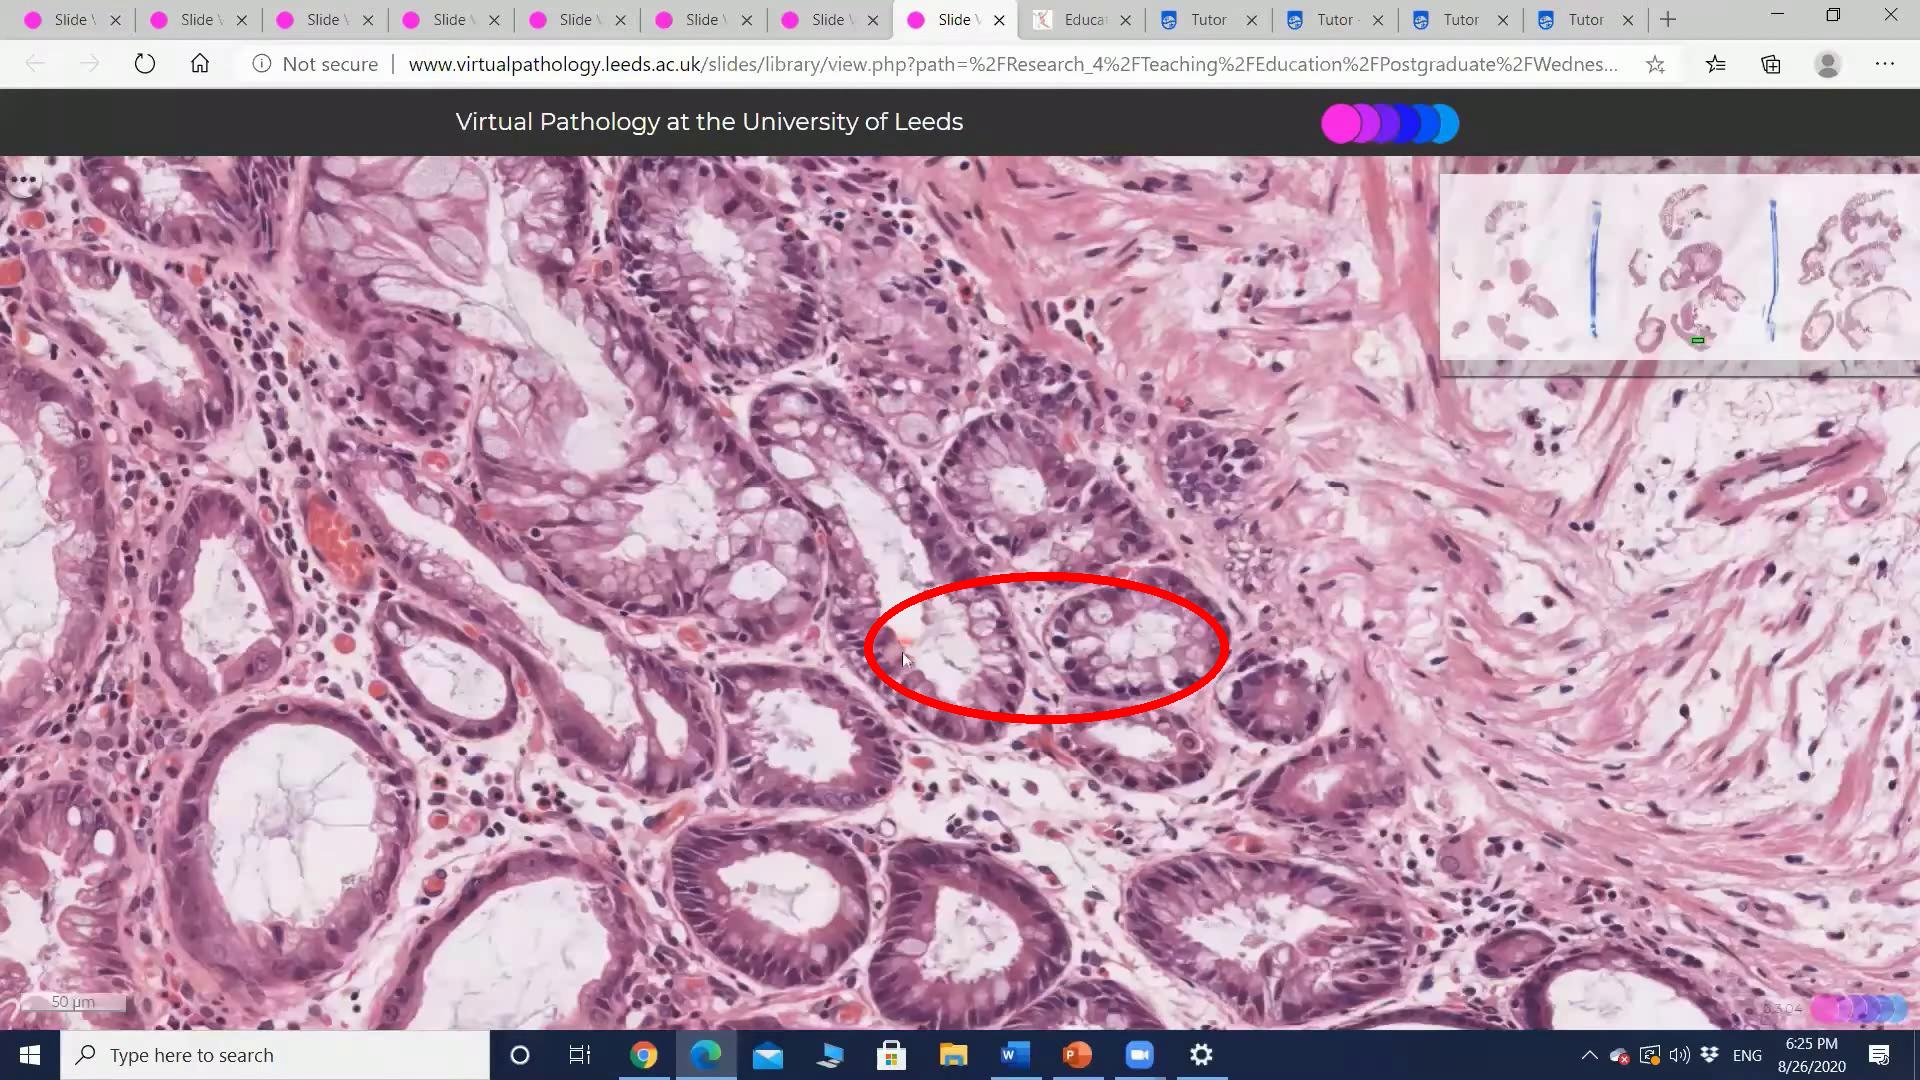 Slide
Slide
Slide
Slide
Slide
Slide
Slide
Slide V
Educat
Tutor
Tutor
Tutor
Tutor
Not secure
www.virtualpathology.leeds.ac.uk/slides/library/view.php?path=%2FResearch_4%2FTeaching%2FEducation%2FPostgraduate%2FWednes...
Virtual Pathology at the University of Leeds
50 µm
Type here to search
ENG
6:25 PM
8/26/2020